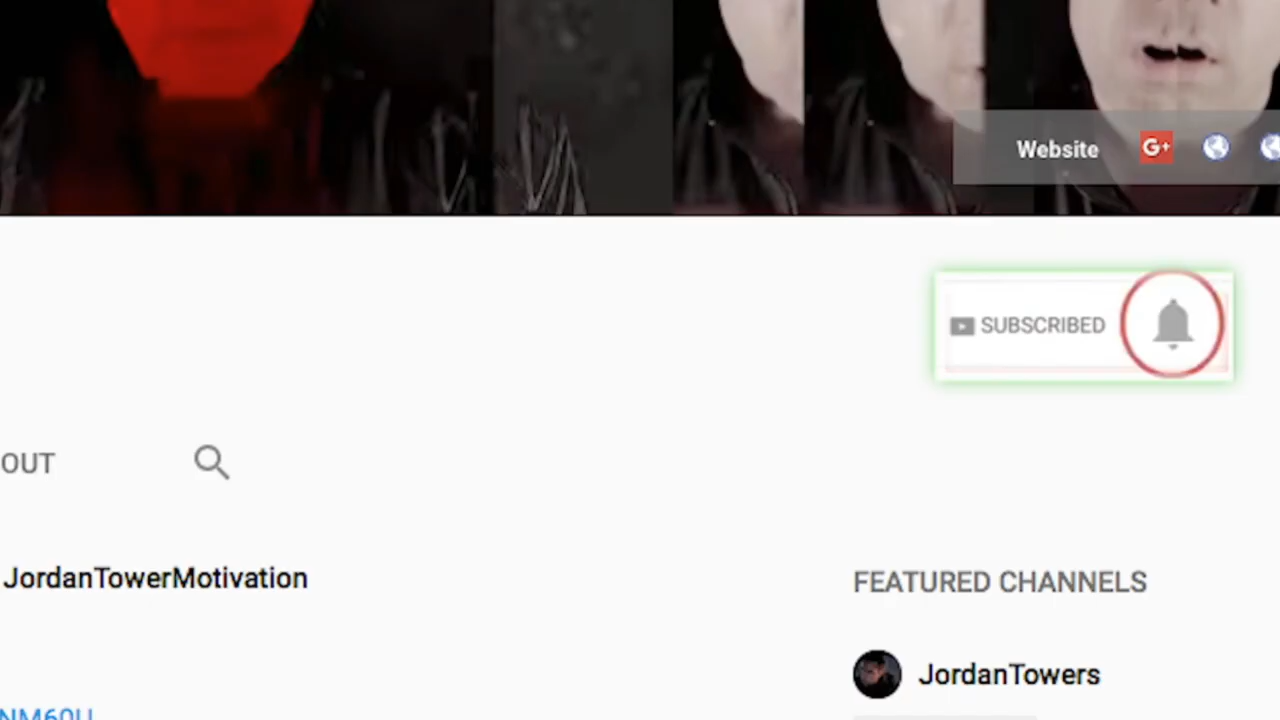 Website G+
SUBSCRIBED
OUT
JordanTowerMotivation
FEATURED CHANNELS
JordanTowers